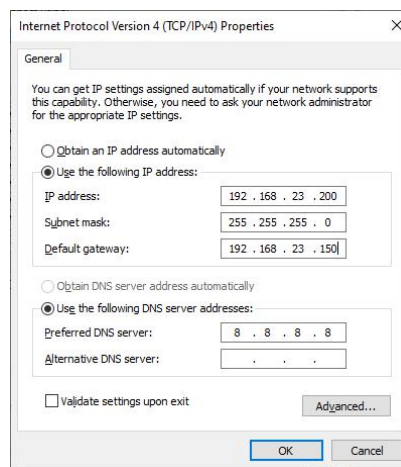 Internet Protocol Version 4 (TCP/IPv4) Properties
General
You can get IP settings assigned automatically if your network supports
this capability. Otherwise, you need to ask your network administrator
for the appropriate IP settings.
Obtain an IP address automatically
Use the following IP address:
IP address: 192 . 168 . 23 . 200
Subnet mask: 255 . 255 . 255 . 0
Default gateway: 192 . 168 . 23 . 150
Obtain DNS server address automatically
Use the following DNS server addresses:
Preferred DNS server: 8 . 8 . 8 . 8
Alternative DNS server: . . .
Validate settings upon exit
Advanced...
OK Cancel